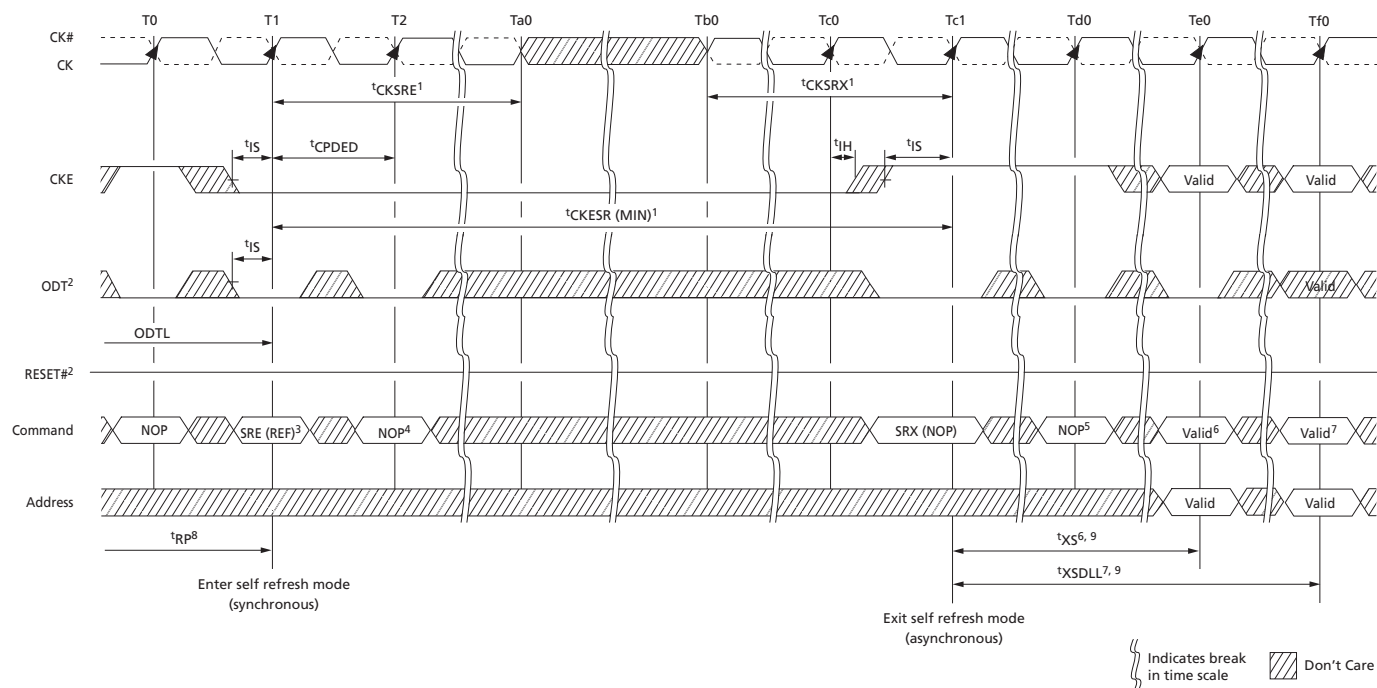 T0 T1 T2 Ta0 Tb0 Tc0 Tc1 Td0 Te0 Tf0
CK#
CK
tCKSRE1 tCKSRX1
tIS tCPDED tIH tIS
CKE Valid Valid
tCKESR (MIN)1
tIS
ODT2 Valid
ODTL
RESET#2
Command NOP SRE (REF)3 NOP4 SRX (NOP) NOP5 Valid6 Valid7
Address Valid Valid
tRP8 tXS6, 9
Enter self refresh mode
(synchronous)
tXSDLL7, 9
Exit self refresh mode
(asynchronous)
Indicates break
in time scale
Don't Care